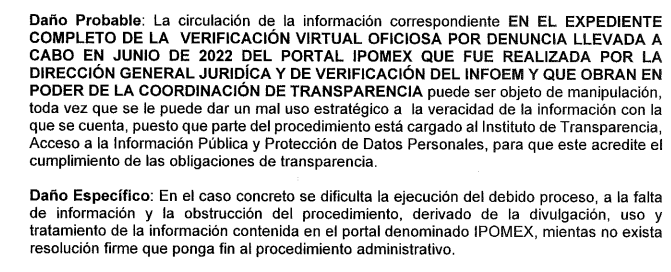 Daño Probable: La circulación de la información correspondiente EN EL EXPEDIENTE
COMPLETO DE LA VERIFICACIÓN VIRTUAL OFICIOSA POR DENUNCIA LLEVADA A
CABO EN JUNIO DE 2022 DEL PORTAL IPOMEX QUE FUE REALIZADA POR LA
DIRECCIÓN GENERAL JURIDÍCA Y DE VERIFICACIÓN DEL INFOEM Y QUE OBRAN EN
PODER DE LA COORDINACIÓN DE TRANSPARENCIA puede ser objeto de manipulación,
toda vez que se le puede dar un mal uso estratégico a la veracidad de la información con la
que se cuenta, puesto que parte del procedimiento está cargado al Instituto de Transparencia,
Acceso a la Información Pública y Protección de Datos Personales, para que este acredite el
cumplimiento de las obligaciones de transparencia.
Daño Específico: En el caso concreto se dificulta la ejecución del debido proceso, a la falta
de información y la obstrucción del procedimiento, derivado de la divulgación, uso y
tratamiento de la información contenida en el portal denominado IPOMEX, mientas no exista
resolución firme que ponga fin al procedimiento administrativo.